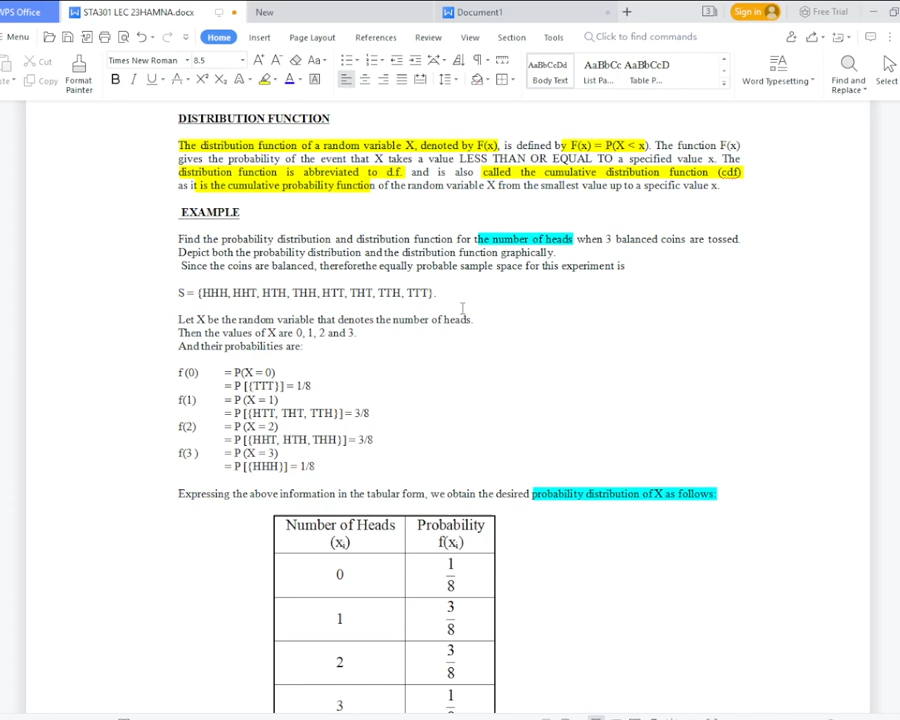 WPS Office STA301 LEC 23HAMNA.docx New Document1 Sign in Free Trial
Menu Home Insert Page Layout References Review View Section Tools Click to find commands
Cut Copy Format Painter Times New Roman 8.5 AaBbCcDd Body Text AaBbCc List Pa... AaBbCcD Table P... Word Typesetting Find and Replace Select
DISTRIBUTION FUNCTION
The distribution function of a random variable X, denoted by F(x), is defined by F(x) = P(X < x). The function F(x)
gives the probability of the event that X takes a value LESS THAN OR EQUAL TO a specified value x. The
distribution function is abbreviated to d.f. and is also called the cumulative distribution function (cdf)
as it is the cumulative probability function of the random variable X from the smallest value up to a specific value x.
EXAMPLE
Find the probability distribution and distribution function for the number of heads when 3 balanced coins are tossed.
Depict both the probability distribution and the distribution function graphically.
Since the coins are balanced, thereforethe equally probable sample space for this experiment is
S = {HHH, HHT, HTH, THH, HTT, THT, TTH, TTT}.
Let X be the random variable that denotes the number of heads.
Then the values of X are 0, 1, 2 and 3.
And their probabilities are:
f (0) = P(X = 0)
= P [{TTT}] = 1/8
f(1) = P (X = 1)
= P [{HTT, THT, TTH}] = 3/8
f(2) = P (X = 2)
= P [{HHT, HTH, THH}] = 3/8
f(3 ) = P (X = 3)
= P [{HHH}] = 1/8
Expressing the above information in the tabular form, we obtain the desired probability distribution of X as follows:
Number of Heads (xi) Probability f(xi)
0 1/8
1 3/8
2 3/8
3 1